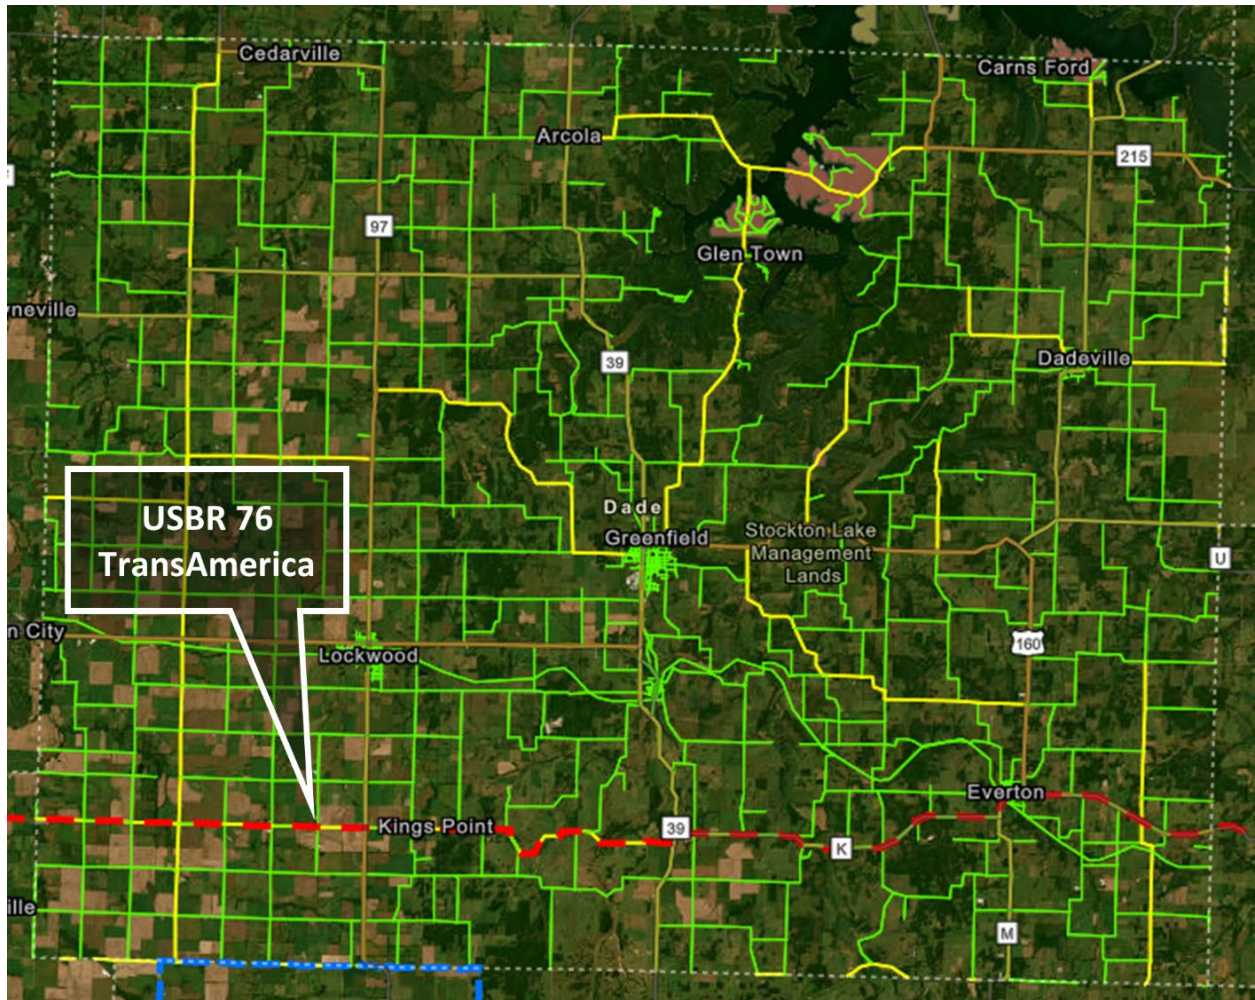 Cedarville
Carns Ford
Arcola
215
97
Glen Town
yneville
39
Dadeville
USBR 76
TransAmerica
Dade
Greenfield
Stockton Lake
Management
Lands
U
n City
Lockwood
160
Everton
Kings Point
39
K
ille
M